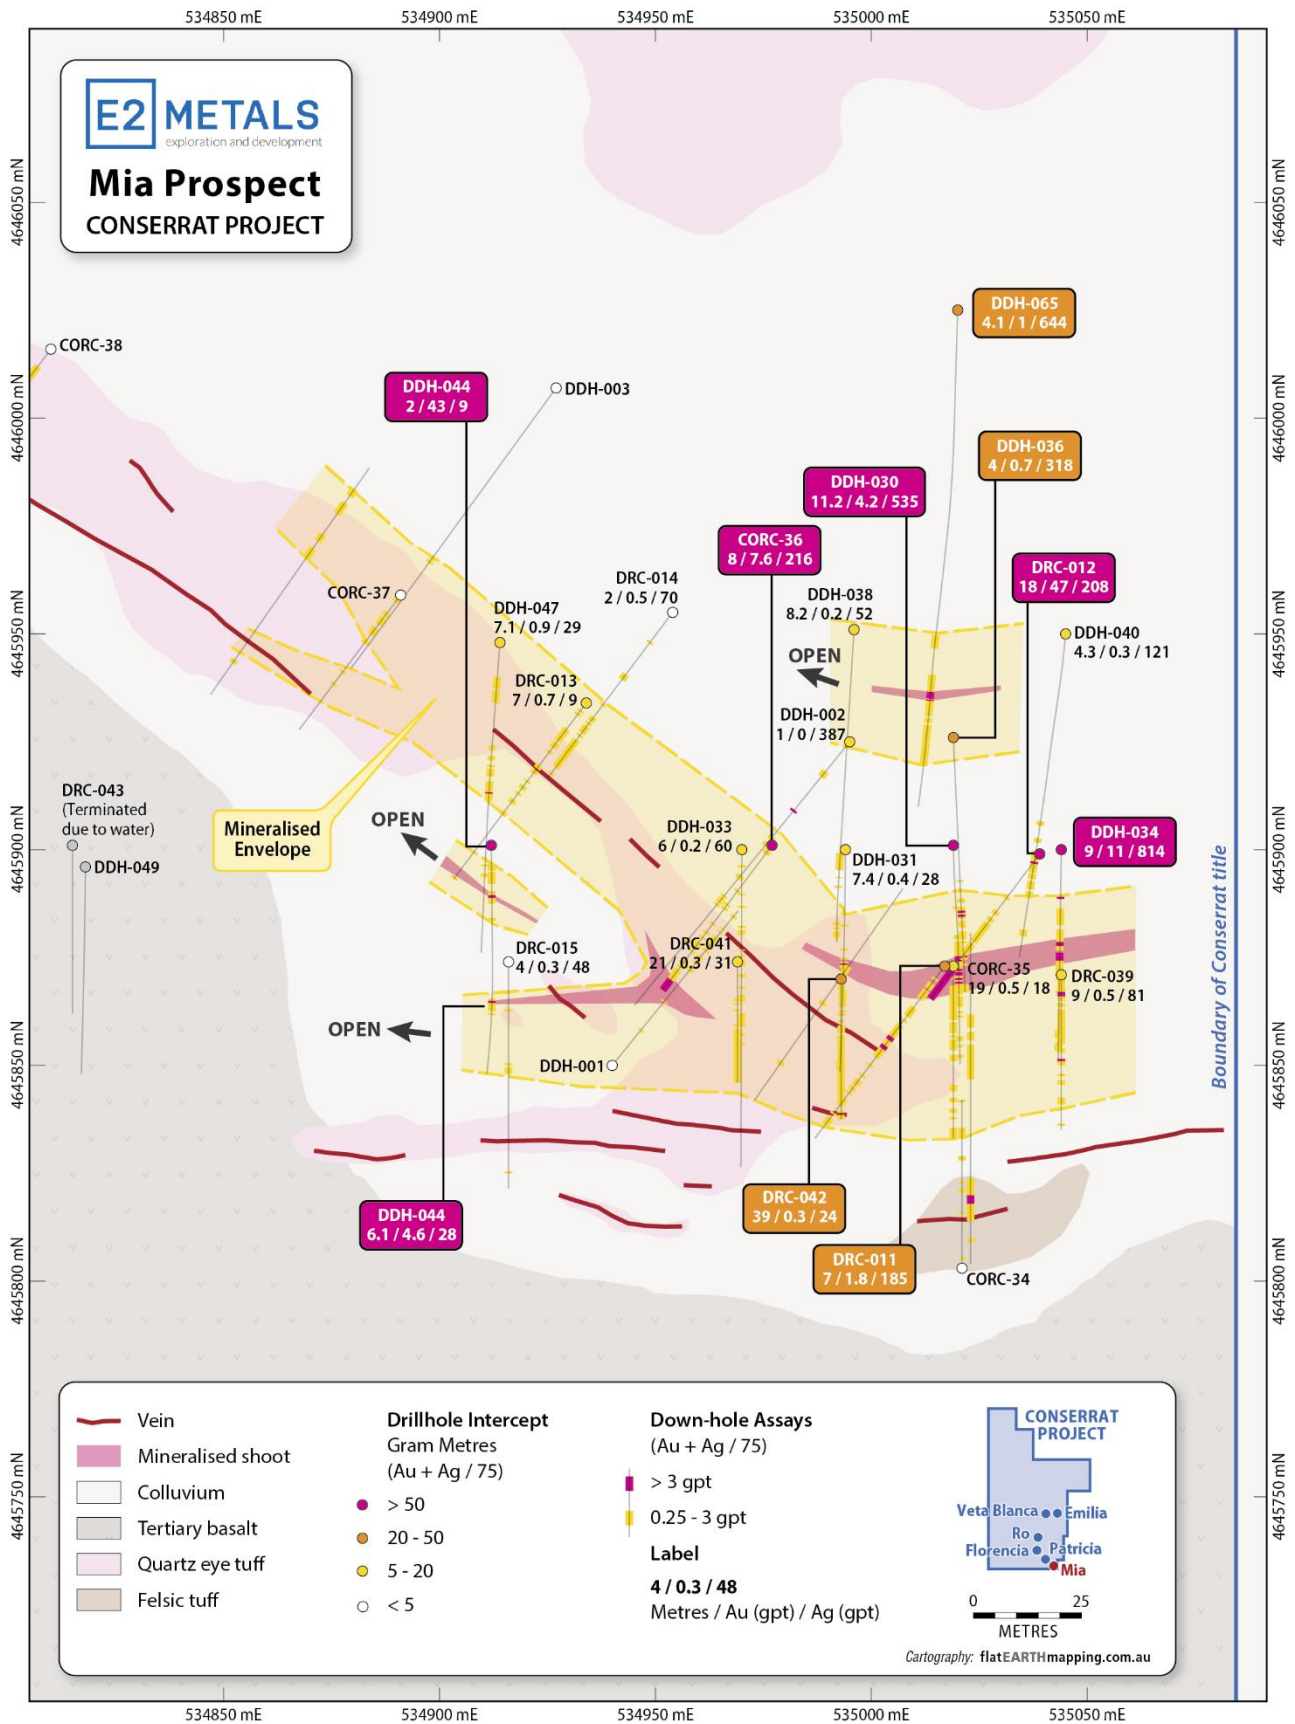 534850 mE
534900 mE
534950 mE
535000 mE
535050 mE
E2 METALS
exploration and development
Mia Prospect
CONSERRAT PROJECT
4646050 mN
4646050 mN
DDH-065
4.1 / 1 / 644
CORC-38
DDH-044
2 / 43 / 9
DDH-003
4646000 mN
4646000 mN
DDH-036
4 / 0.7 / 318
DDH-030
11.2 / 4.2 / 535
CORC-36
8 / 7.6 / 216
DRC-012
18 / 47 / 208
DRC-014
2 / 0.5 / 70
CORC-37
DDH-047
7.1 / 0.9 / 29
DDH-038
8.2 / 0.2 / 52
DDH-040
4.3 / 0.3 / 121
4645950 mN
4645950 mN
OPEN
DRC-013
7 / 0.7 / 9
DDH-002
1 / 0 / 387
DRC-043
(Terminated
due to water)
DDH-049
Mineralised
Envelope
OPEN
DDH-033
6 / 0.2 / 60
DDH-031
7.4 / 0.4 / 28
DDH-034
9 / 11 / 814
4645900 mN
4645900 mN
DRC-015
4 / 0.3 / 48
DRC-041
21 / 0.3 / 31
CORC-35
19 / 0.5 / 18
DRC-039
9 / 0.5 / 81
OPEN
DDH-001
4645850 mN
4645850 mN
Boundary of Conserrat title
DDH-044
6.1 / 4.6 / 28
DRC-042
39 / 0.3 / 24
DRC-011
7 / 1.8 / 185
CORC-34
4645800 mN
4645800 mN
Vein
Mineralised shoot
Colluvium
Tertiary basalt
Quartz eye tuff
Felsic tuff
Drillhole Intercept
Gram Metres
(Au + Ag / 75)
> 50
20 - 50
5 - 20
< 5
Down-hole Assays
(Au + Ag / 75)
> 3 gpt
0.25 - 3 gpt
Label
4 / 0.3 / 48
Metres / Au (gpt) / Ag (gpt)
CONSERRAT
PROJECT
Veta Blanca
Emilia
Ro
Florencia
Patricia
Mia
0
25
METRES
Cartography: flatEARTHmapping.com.au
4645750 mN
4645750 mN
534850 mE
534900 mE
534950 mE
535000 mE
535050 mE